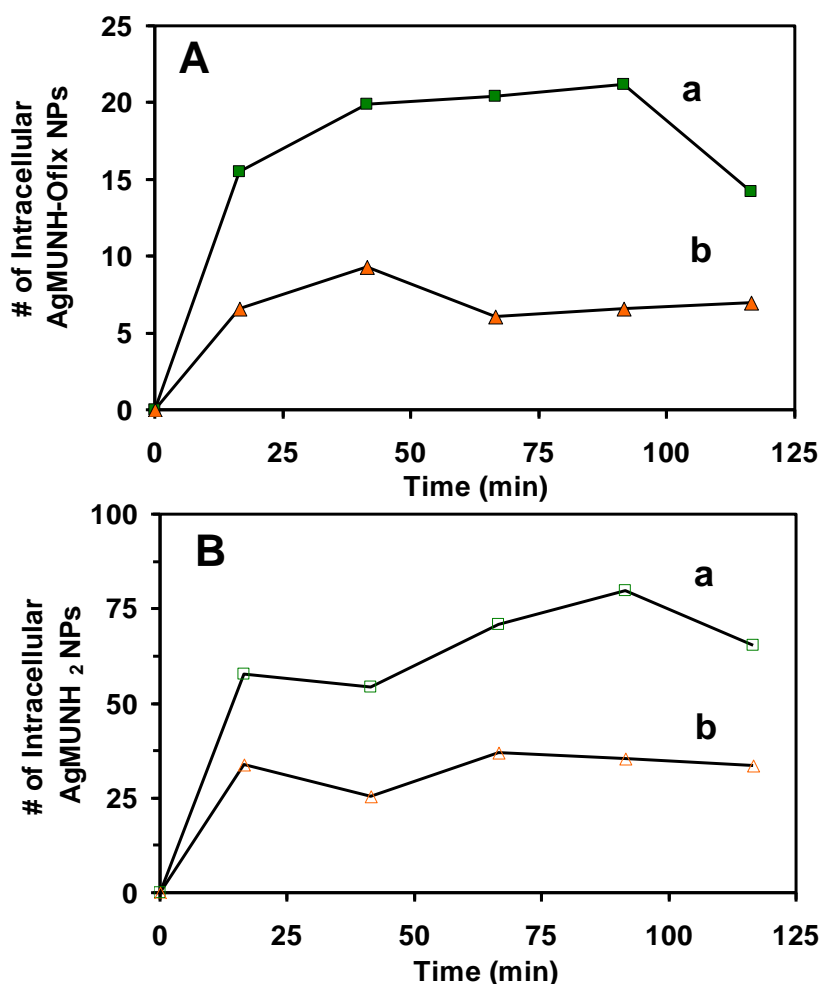 A
a
b
25
20
15
10
5
0
0 25 50 75 100 125
Time (min)
# of Intracellular
AgMUNH-Oflx NPs
B
a
b
100
75
50
25
0
0 25 50 75 100 125
Time (min)
# of Intracellular
AgMUNH 2 NPs